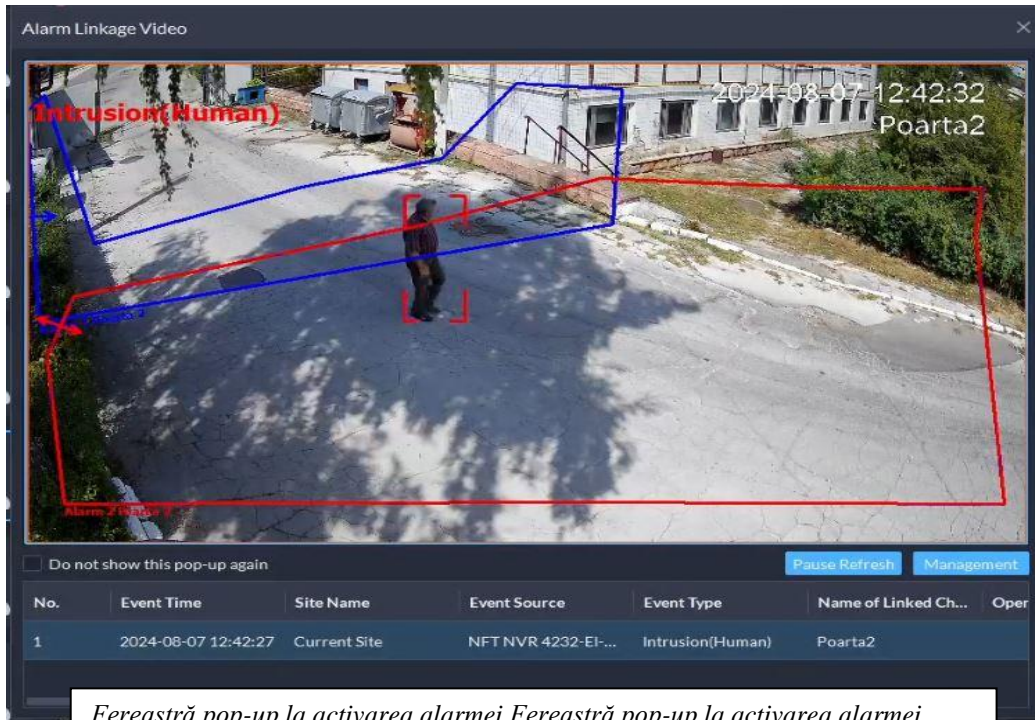 Alarm Linkage Video
2024-08-07 12:42:32
Intrusion(Human)
Poarta2
Do not show this pop-up again
Pause Refresh
Management
No. Event Time Site Name Event Source Event Type Name of Linked Ch... Oper
1 2024-08-07 12:42:27 Current Site NFT NVR 4232-EI-... Intrusion(Human) Poarta2
Fereastră pop-up la activarea alarmei Fereastră pop-up la activarea alarmei